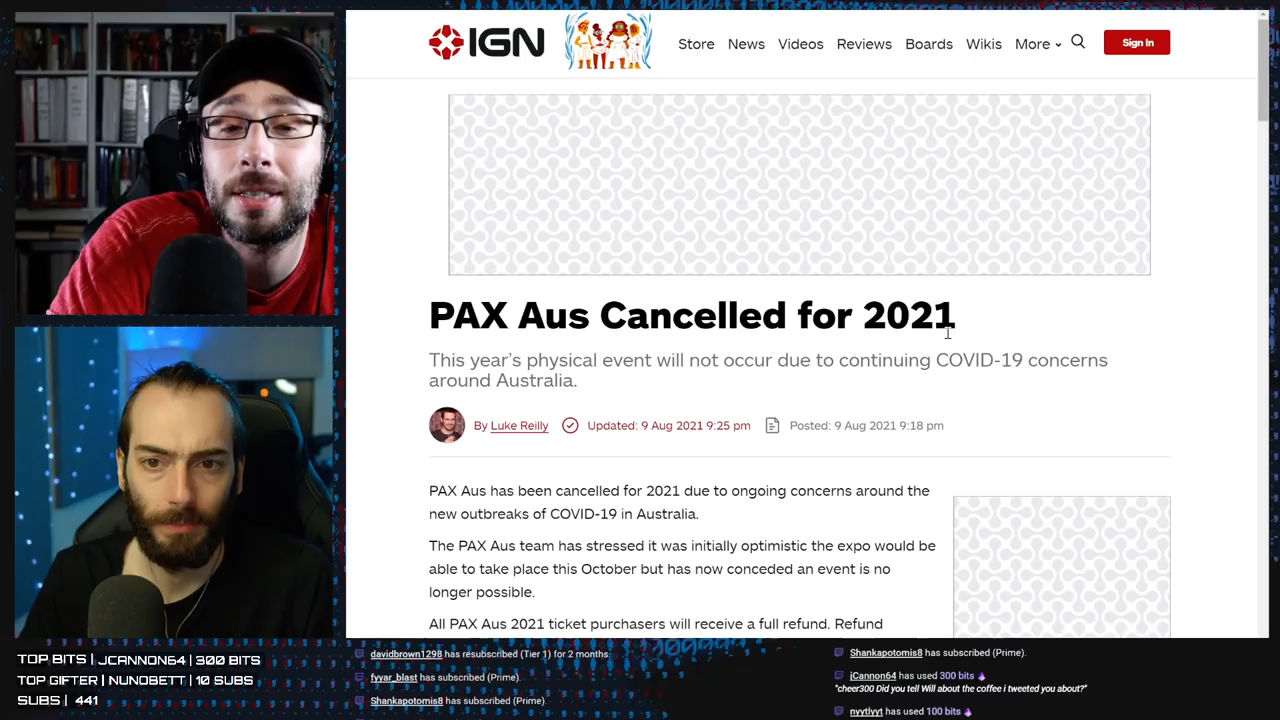 IGN
Store News Videos Reviews Boards Wikis More Sign In
PAX Aus Cancelled for 2021
This year's physical event will not occur due to continuing COVID-19 concerns
around Australia.
By Luke Reilly Updated: 9 Aug 2021 9:25 pm Posted: 9 Aug 2021 9:18 pm
PAX Aus has been cancelled for 2021 due to ongoing concerns around the
new outbreaks of COVID-19 in Australia.
The PAX Aus team has stressed it was initially optimistic the expo would be
able to take place this October but has now conceded an event is no
longer possible.
All PAX Aus 2021 ticket purchasers will receive a full refund. Refund
TOP BITS | JCANNON64 | 300 BITS
TOP GIFTER | NUNOBETT | 10 SUBS
SUBS | 441
davidbrown1298 has resubscribed (Tier 1) for 2 months.
fyyar_blast has subscribed (Prime).
Shankapotomis8 has subscribed (Prime).
Shankapotomis8 has subscribed (Prime).
jCannon64 has used 300 bits
"cheer300 Did you tell Will about the coffee i tweeted you about?"
nvytlyvt has used 100 bits